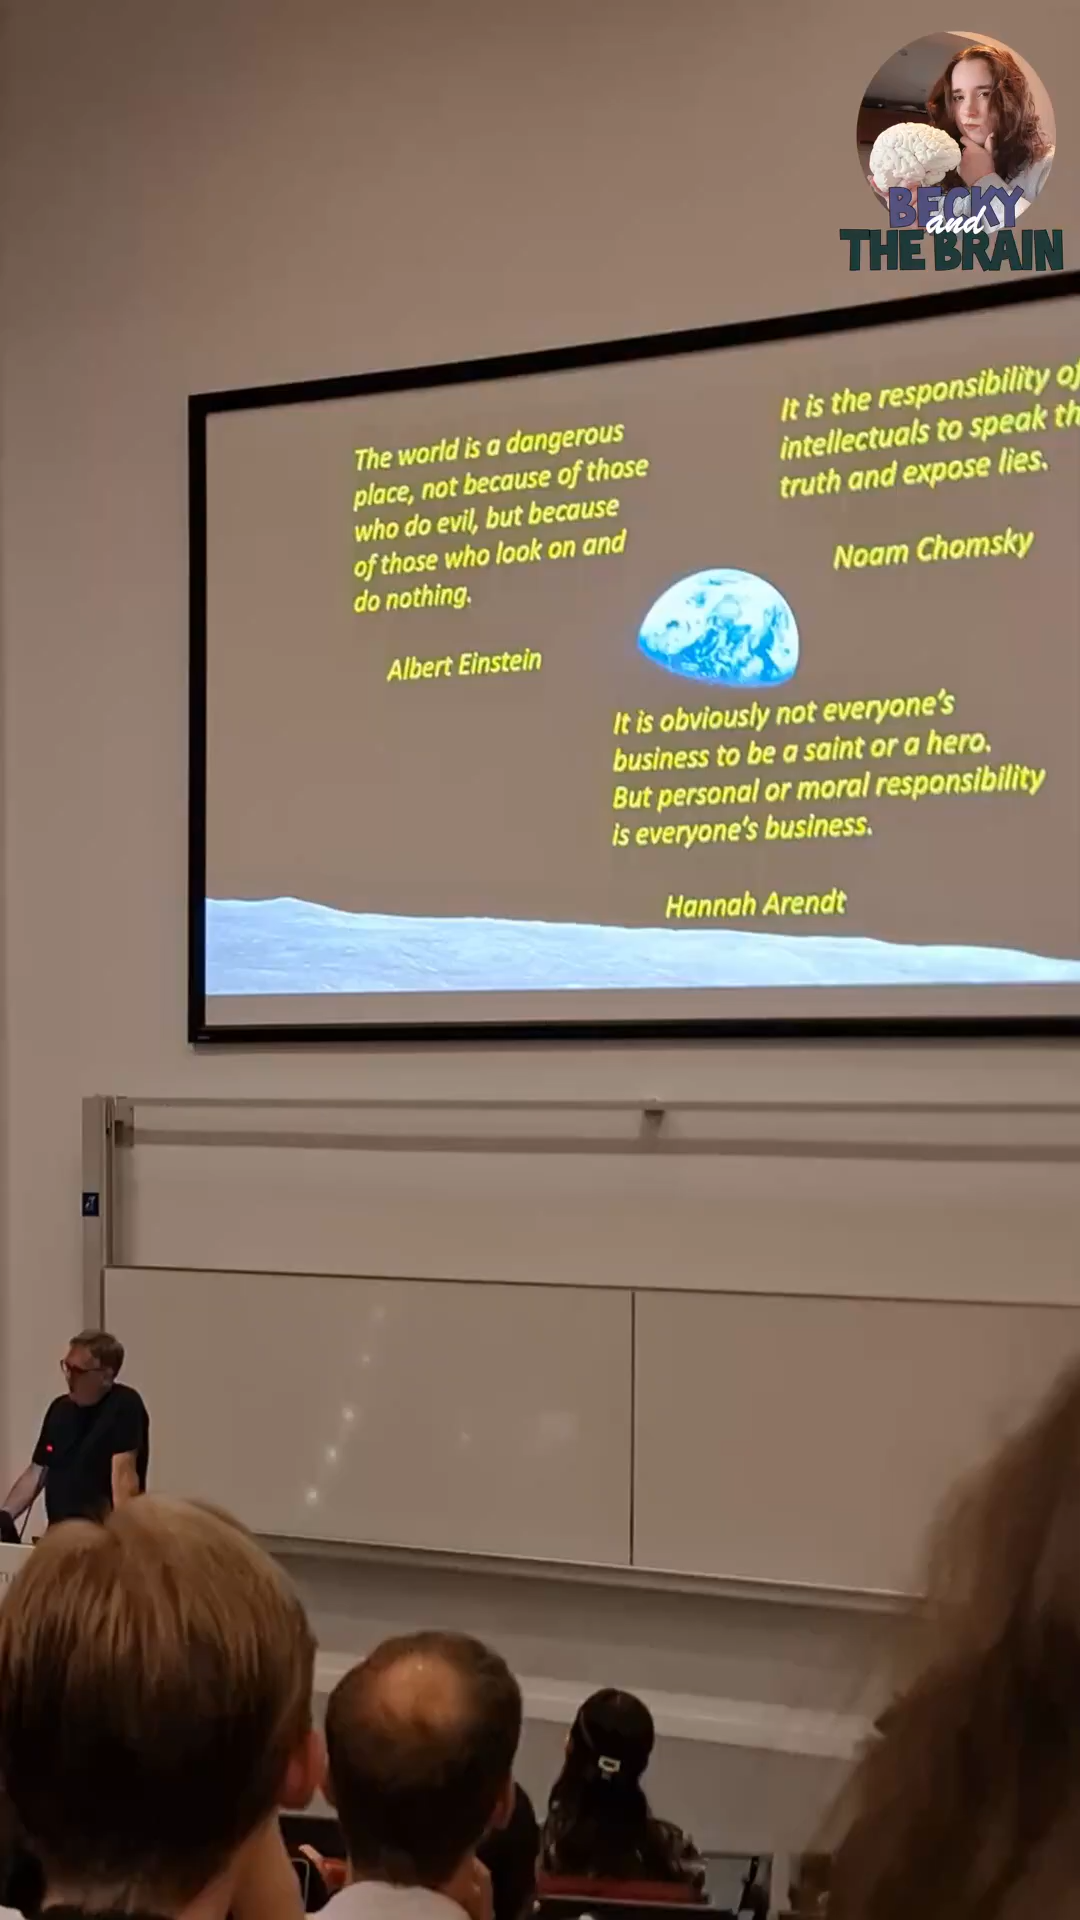 BECKY
and
THE BRAIN
The world is a dangerous
place, not because of those
who do evil, but because
of those who look on and
do nothing.
Albert Einstein
It is the responsibility of
intellectuals to speak th
truth and expose lies.
Noam Chomsky
It is obviously not everyone's
business to be a saint or a hero.
But personal or moral responsibility
is everyone's business.
Hannah Arendt